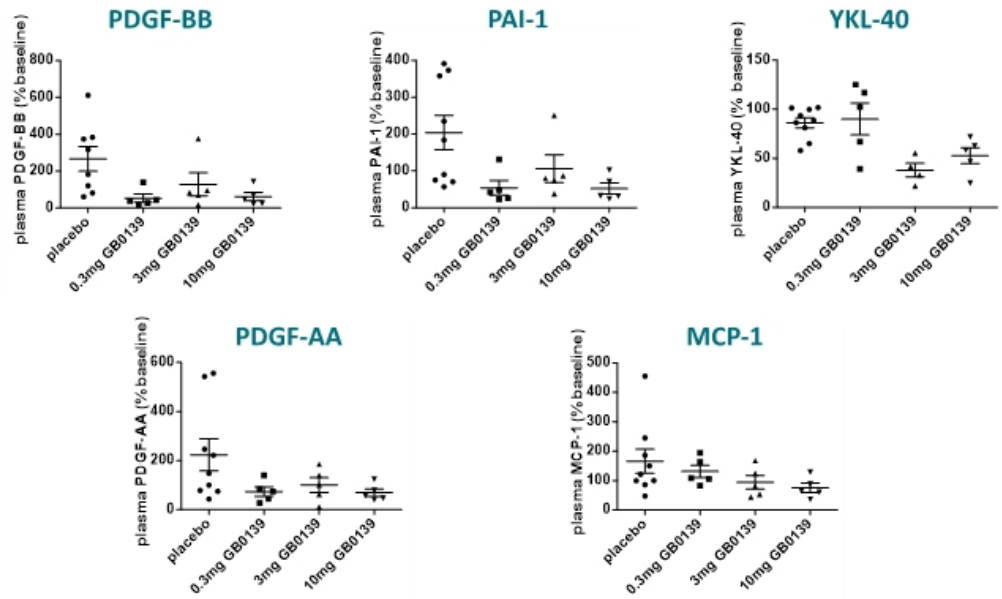 PDGF-BB
plasma PDGF-BB (% baseline)
800
600
400
200
0
placebo
0.3mg GB0139
3mg GB0139
10mg GB0139
PAI-1
plasma PAI-1 (% baseline)
400
300
200
100
0
placebo
0.3mg GB0139
3mg GB0139
10mg GB0139
YKL-40
plasma YKL-40 (% baseline)
150
100
50
0
placebo
0.3mg GB0139
3mg GB0139
10mg GB0139
PDGF-AA
plasma PDGF-AA (% baseline)
600
400
200
0
placebo
0.3mg GB0139
3mg GB0139
10mg GB0139
MCP-1
plasma MCP-1 (% baseline)
500
400
300
200
100
0
placebo
0.3mg GB0139
3mg GB0139
10mg GB0139